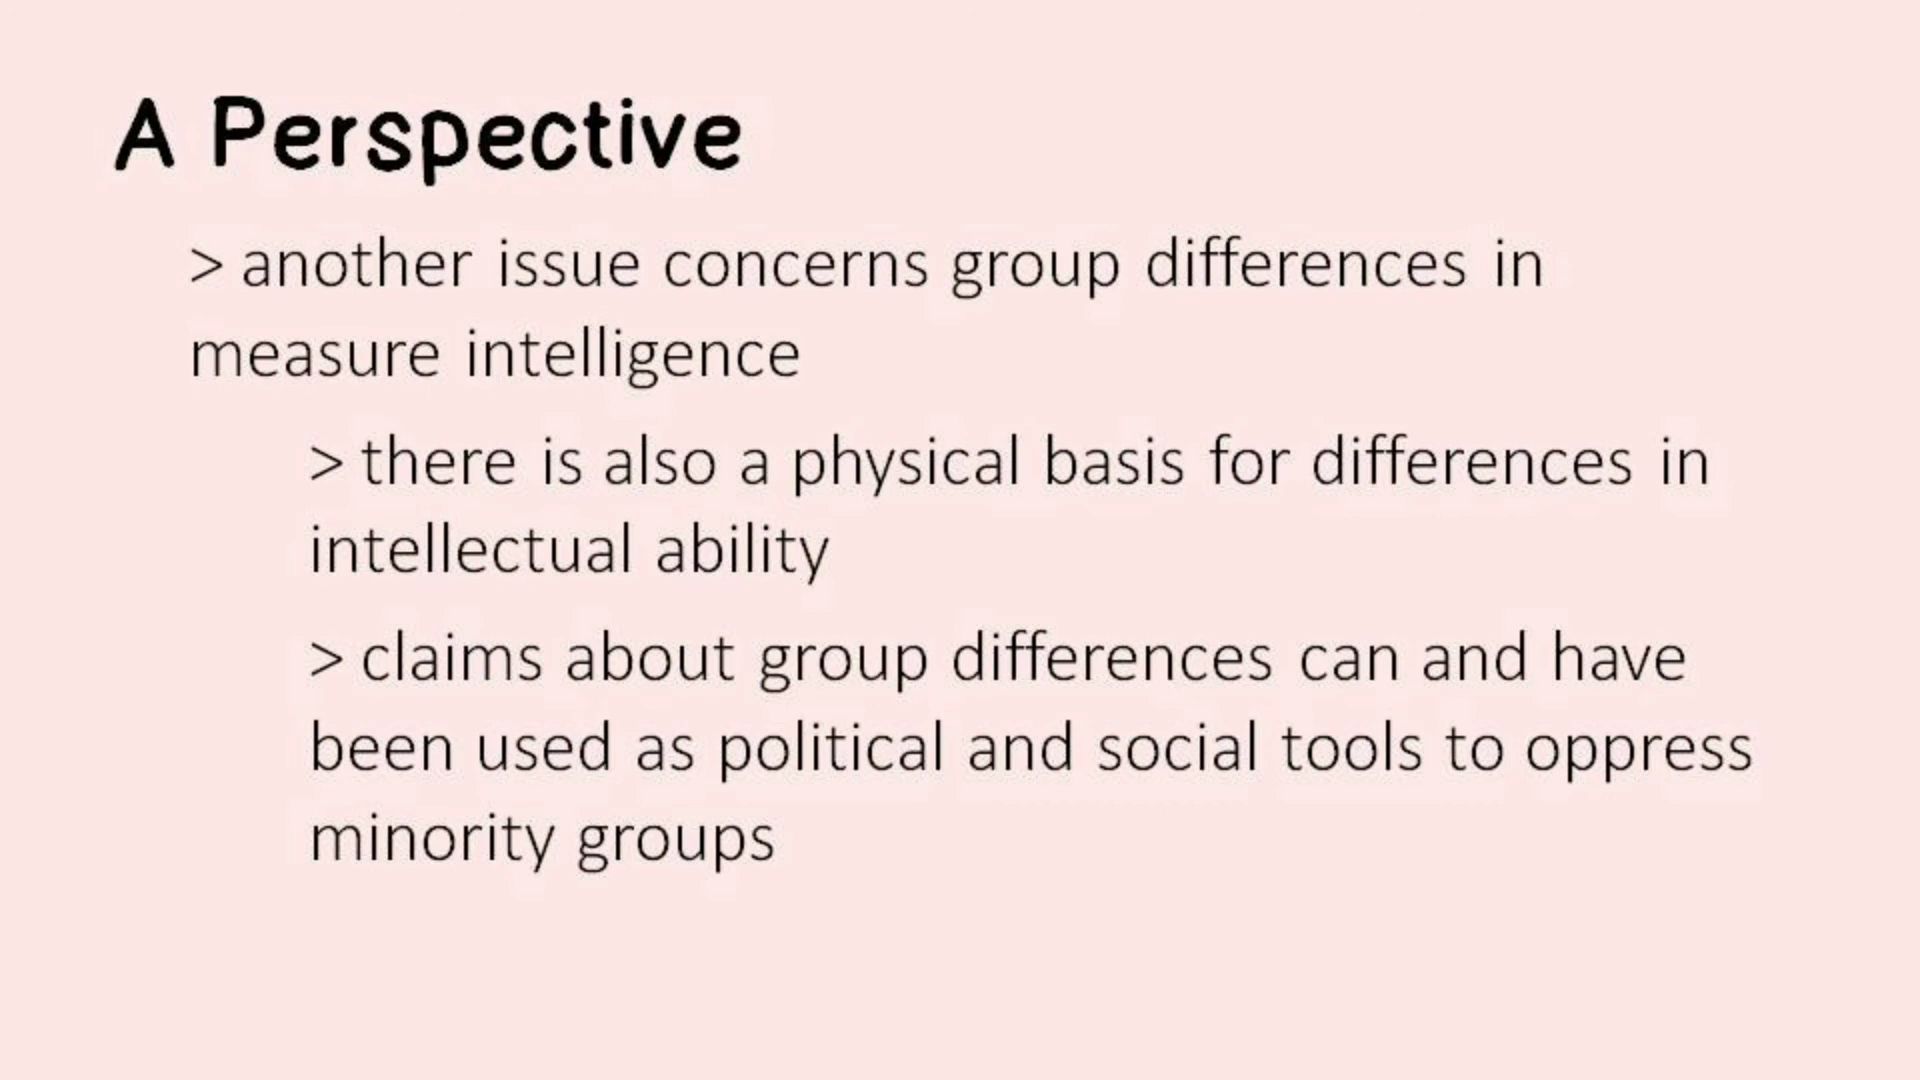 A Perspective
> another issue concerns group differences in
measure intelligence
> there is also a physical basis for differences in
intellectual ability
> claims about group differences can and have
been used as political and social tools to oppress
minority groups